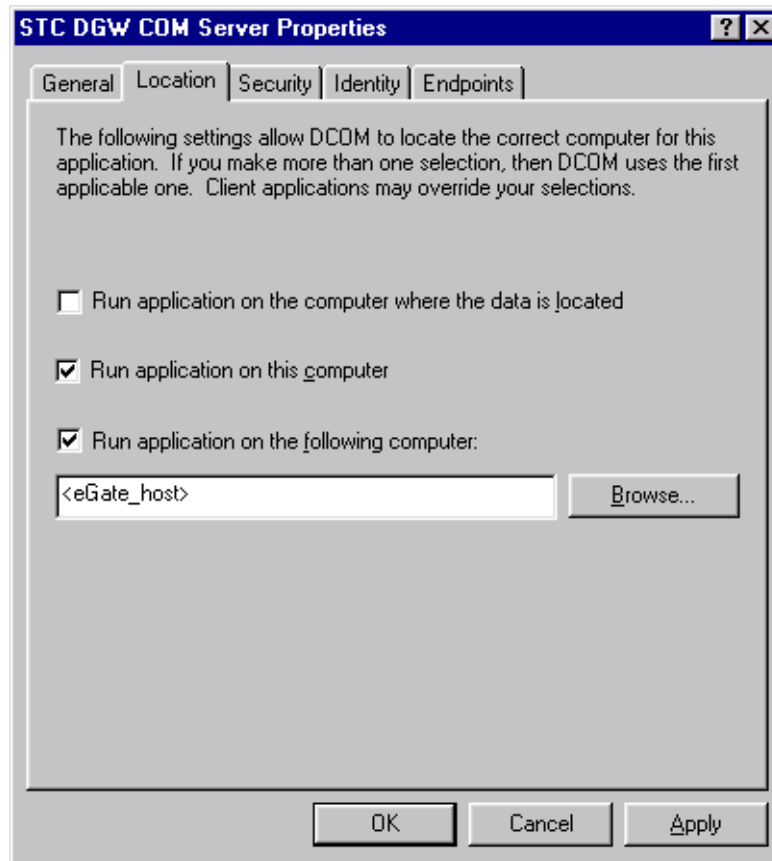 STC DGW COM Server Properties
General Location Security Identity Endpoints
The following settings allow DCOM to locate the correct computer for this
application. If you make more than one selection, then DCOM uses the first
applicable one. Client applications may override your selections.
Run application on the computer where the data is located
Run application on this computer
Run application on the following computer:
<eGate_host>
Browse...
OK Cancel Apply